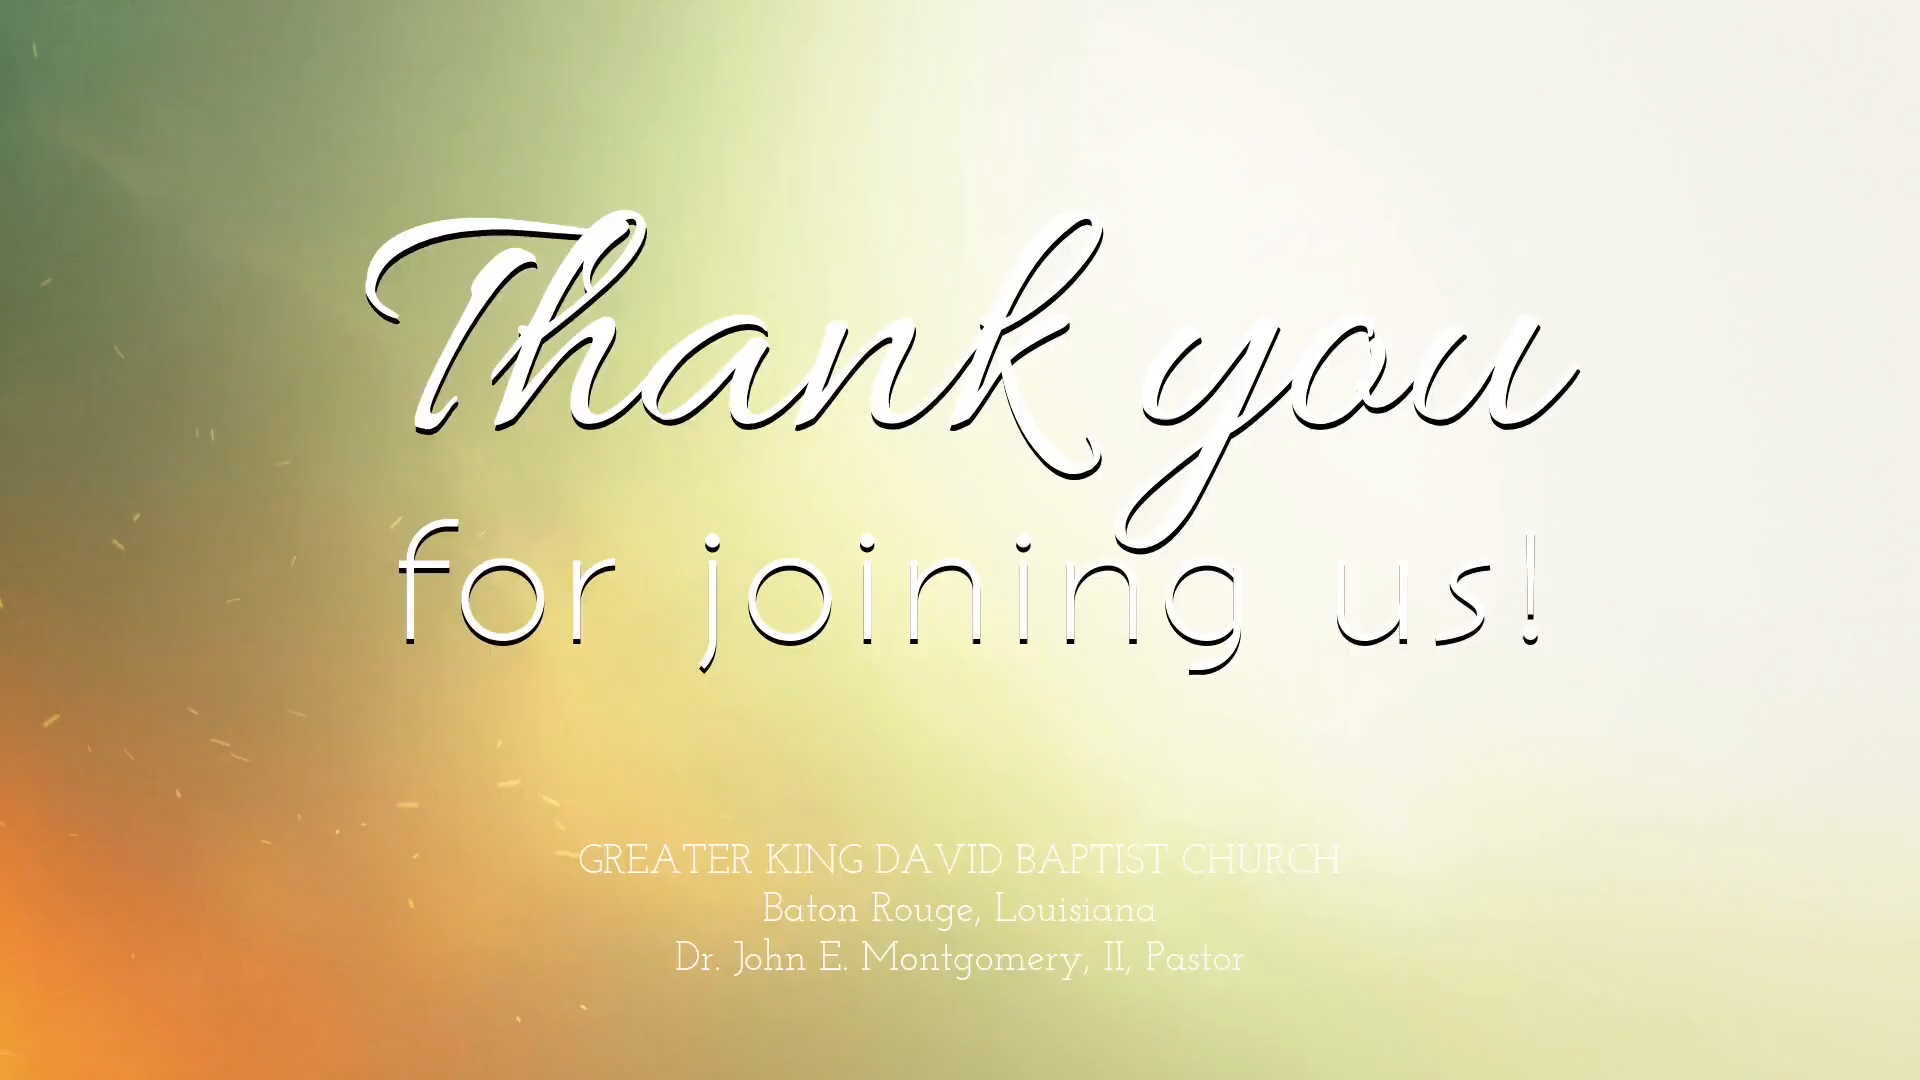 Thank you
for joining us!
GREATER KING DAVID BAPTIST CHURCH
Baton Rouge, Louisiana
Dr. John E. Montgomery, II, Pastor